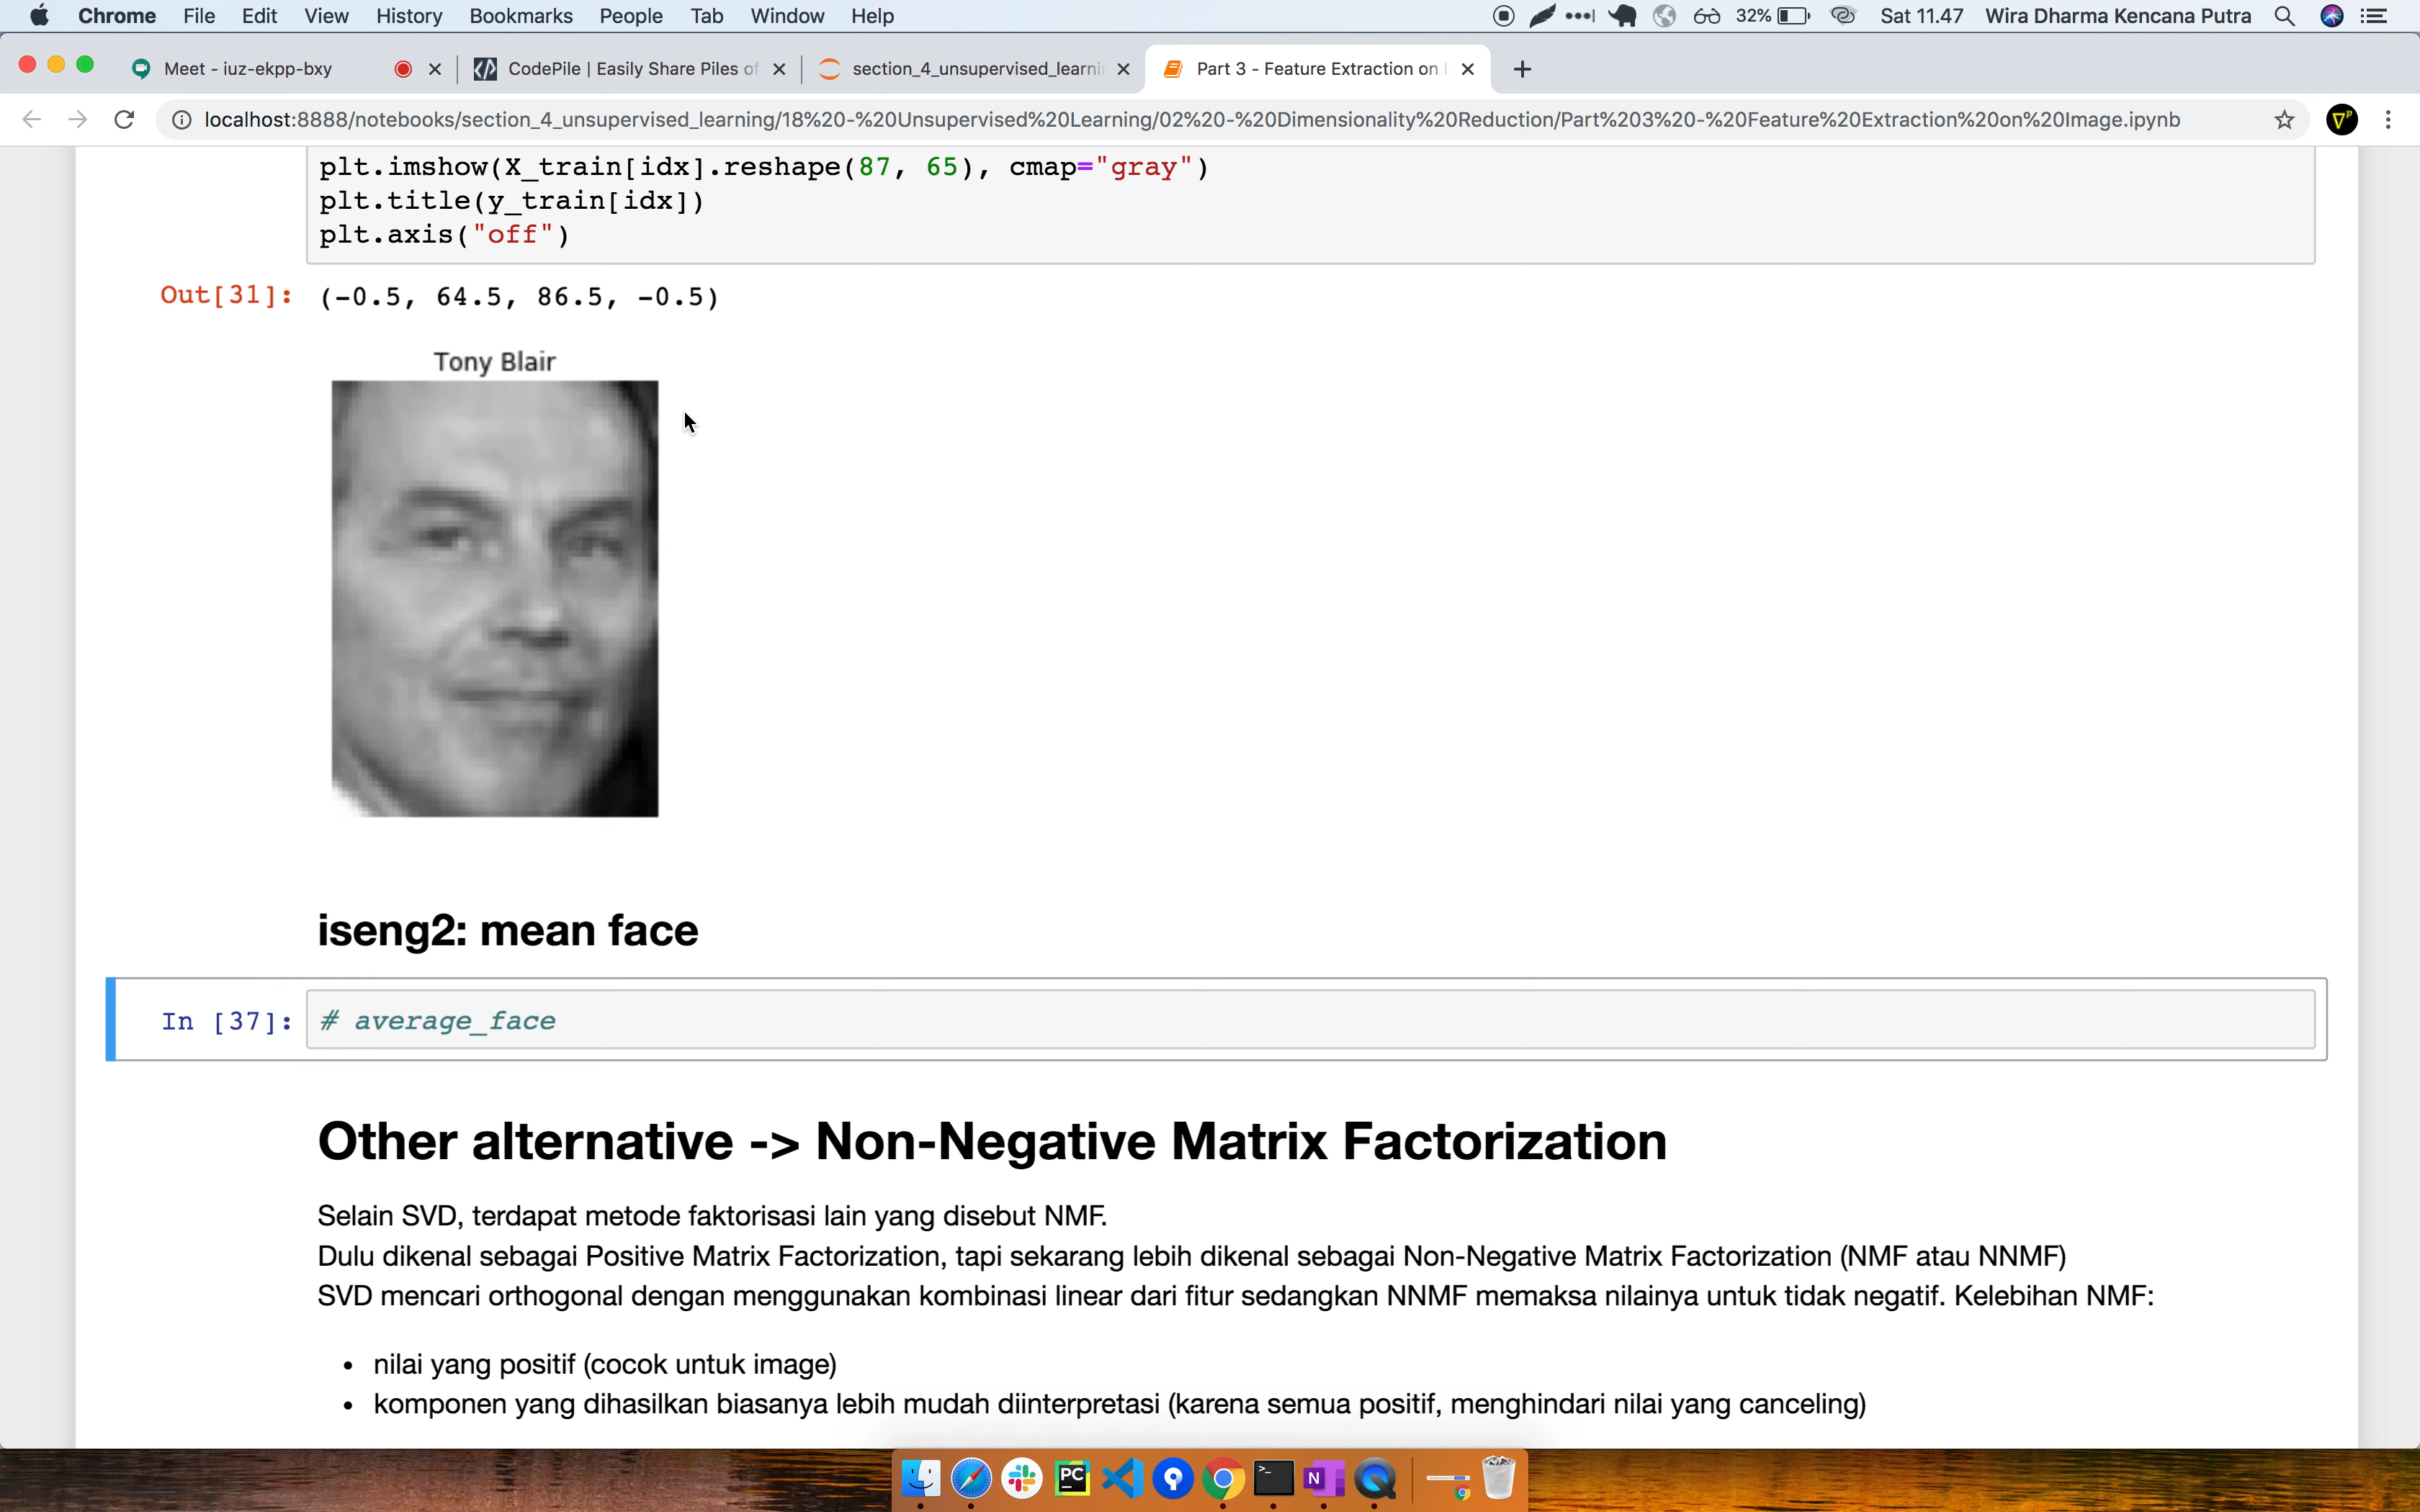 Chrome File Edit View History Bookmarks People Tab Window Help 32% Sat 11.47 Wira Dharma Kencana Putra
Meet - iuz-ekpp-bxy CodePile | Easily Share Piles of section_4_unsupervised_learni Part 3 - Feature Extraction on
localhost:8888/notebooks/section_4_unsupervised_learning/18%20-%20Unsupervised%20Learning/02%20-%20Dimensionality%20Reduction/Part%203%20-%20Feature%20Extraction%20on%20Image.ipynb
plt.imshow(X_train[idx].reshape(87, 65), cmap="gray")
plt.title(y_train[idx])
plt.axis("off")
Out[31]: (-0.5, 64.5, 86.5, -0.5)
Tony Blair
iseng2: mean face
In [37]: # average_face
Other alternative -> Non-Negative Matrix Factorization
Selain SVD, terdapat metode faktorisasi lain yang disebut NMF.
Dulu dikenal sebagai Positive Matrix Factorization, tapi sekarang lebih dikenal sebagai Non-Negative Matrix Factorization (NMF atau NNMF)
SVD mencari orthogonal dengan menggunakan kombinasi linear dari fitur sedangkan NNMF memaksa nilainya untuk tidak negatif. Kelebihan NMF:
• nilai yang positif (cocok untuk image)
• komponen yang dihasilkan biasanya lebih mudah diinterpretasi (karena semua positif, menghindari nilai yang canceling)
PC
N